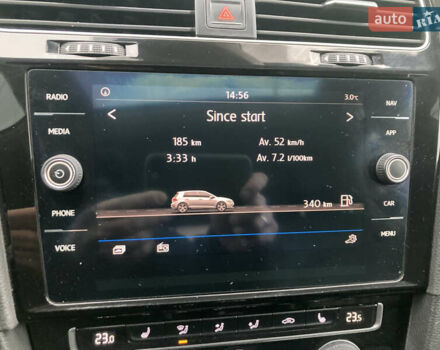 auto RIA
RADIO
14:56
3.0°C
NAV
Since start
MEDIA
APP
185 km
Av. 52 km/h
3:33 h
Av. 7.2 l/100km
PHONE
340 km
CAR
VOICE
MENU
23.0
23.5